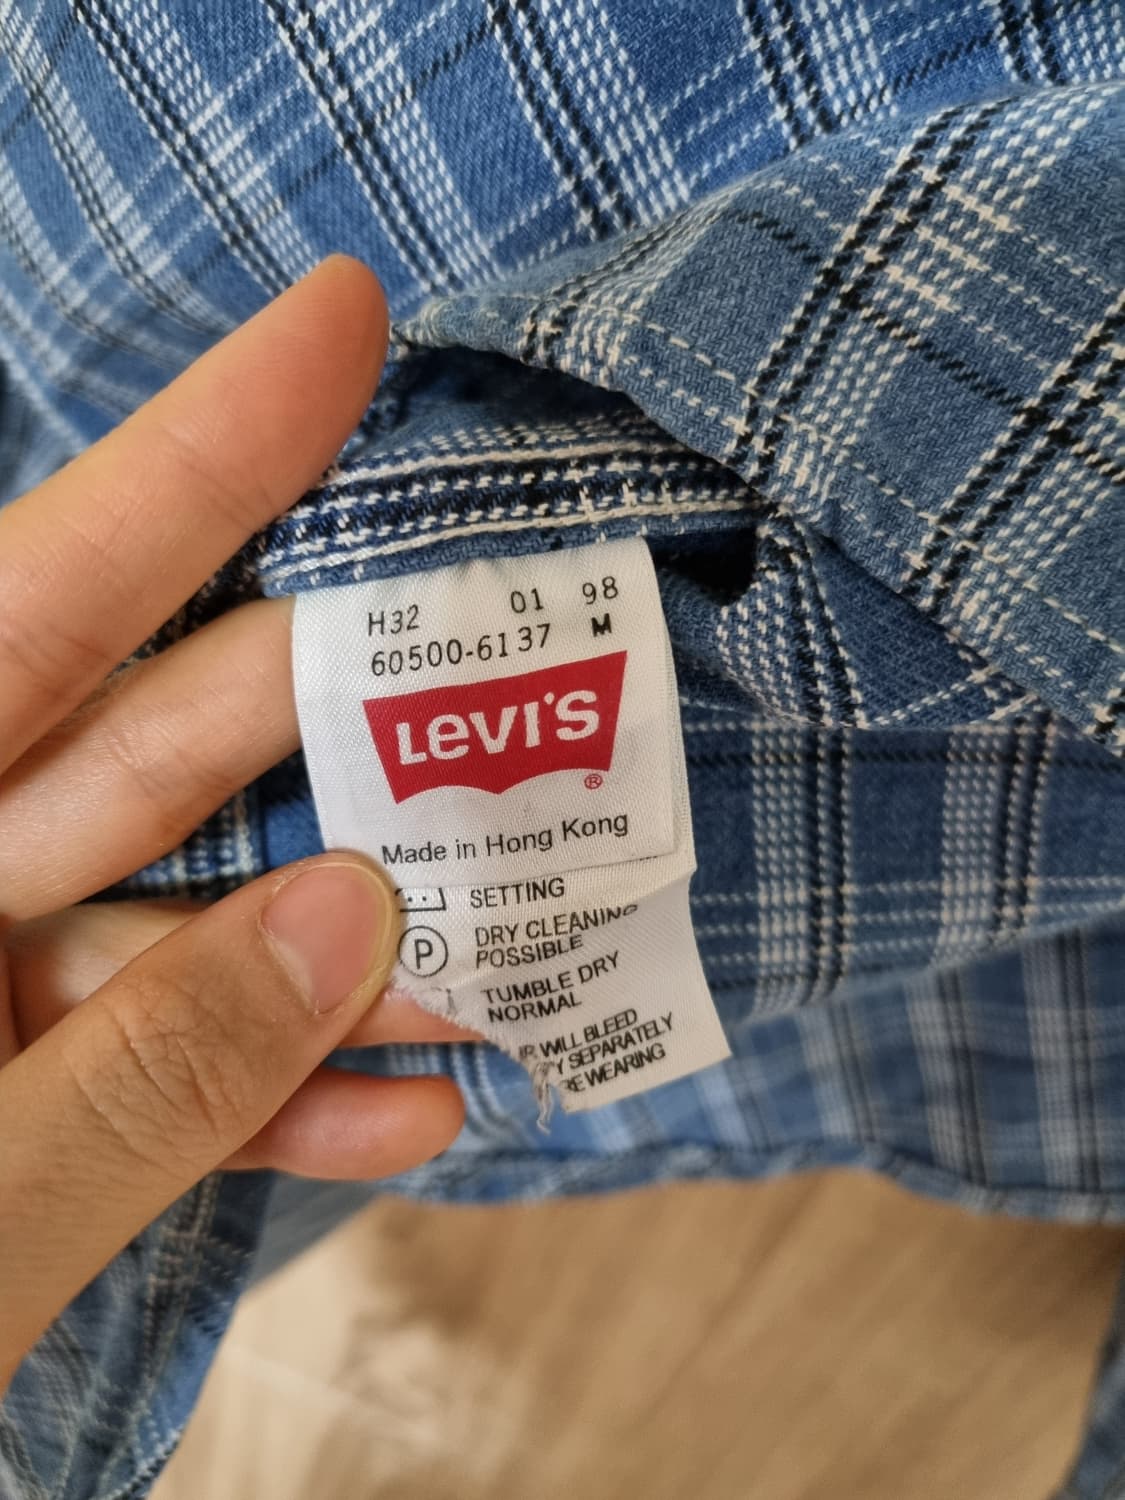 H32 01 98
60500-6137 M
Levi's
®
Made in Hong Kong
SETTING
P
DRY CLEANING
POSSIBLE
TUMBLE DRY
NORMAL
WILL BLEED
SEPARATELY
WEARING